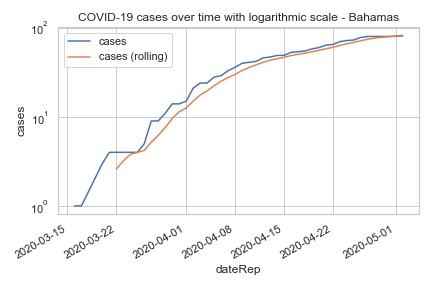 COVID-19 cases over time with logarithmic scale - Bahamas
10²
cases
cases (rolling)
10¹
cases
10⁰
2020-03-15
2020-03-22
2020-04-01
2020-04-08
2020-04-15
2020-04-22
2020-05-01
dateRep